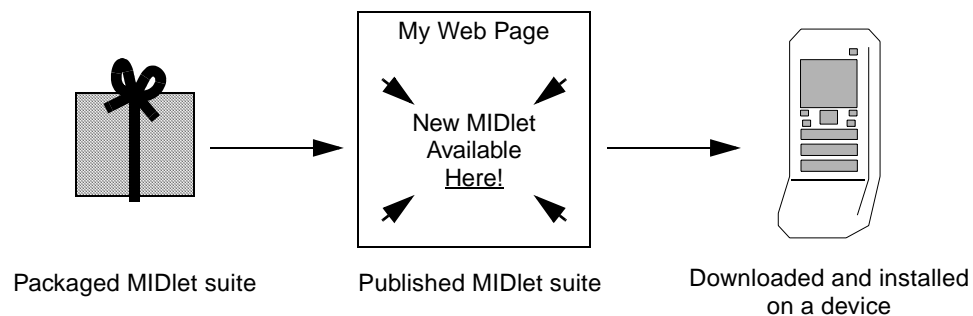 My Web Page
New MIDlet
Available
Here!
Packaged MIDlet suite
Published MIDlet suite
Downloaded and installed
on a device